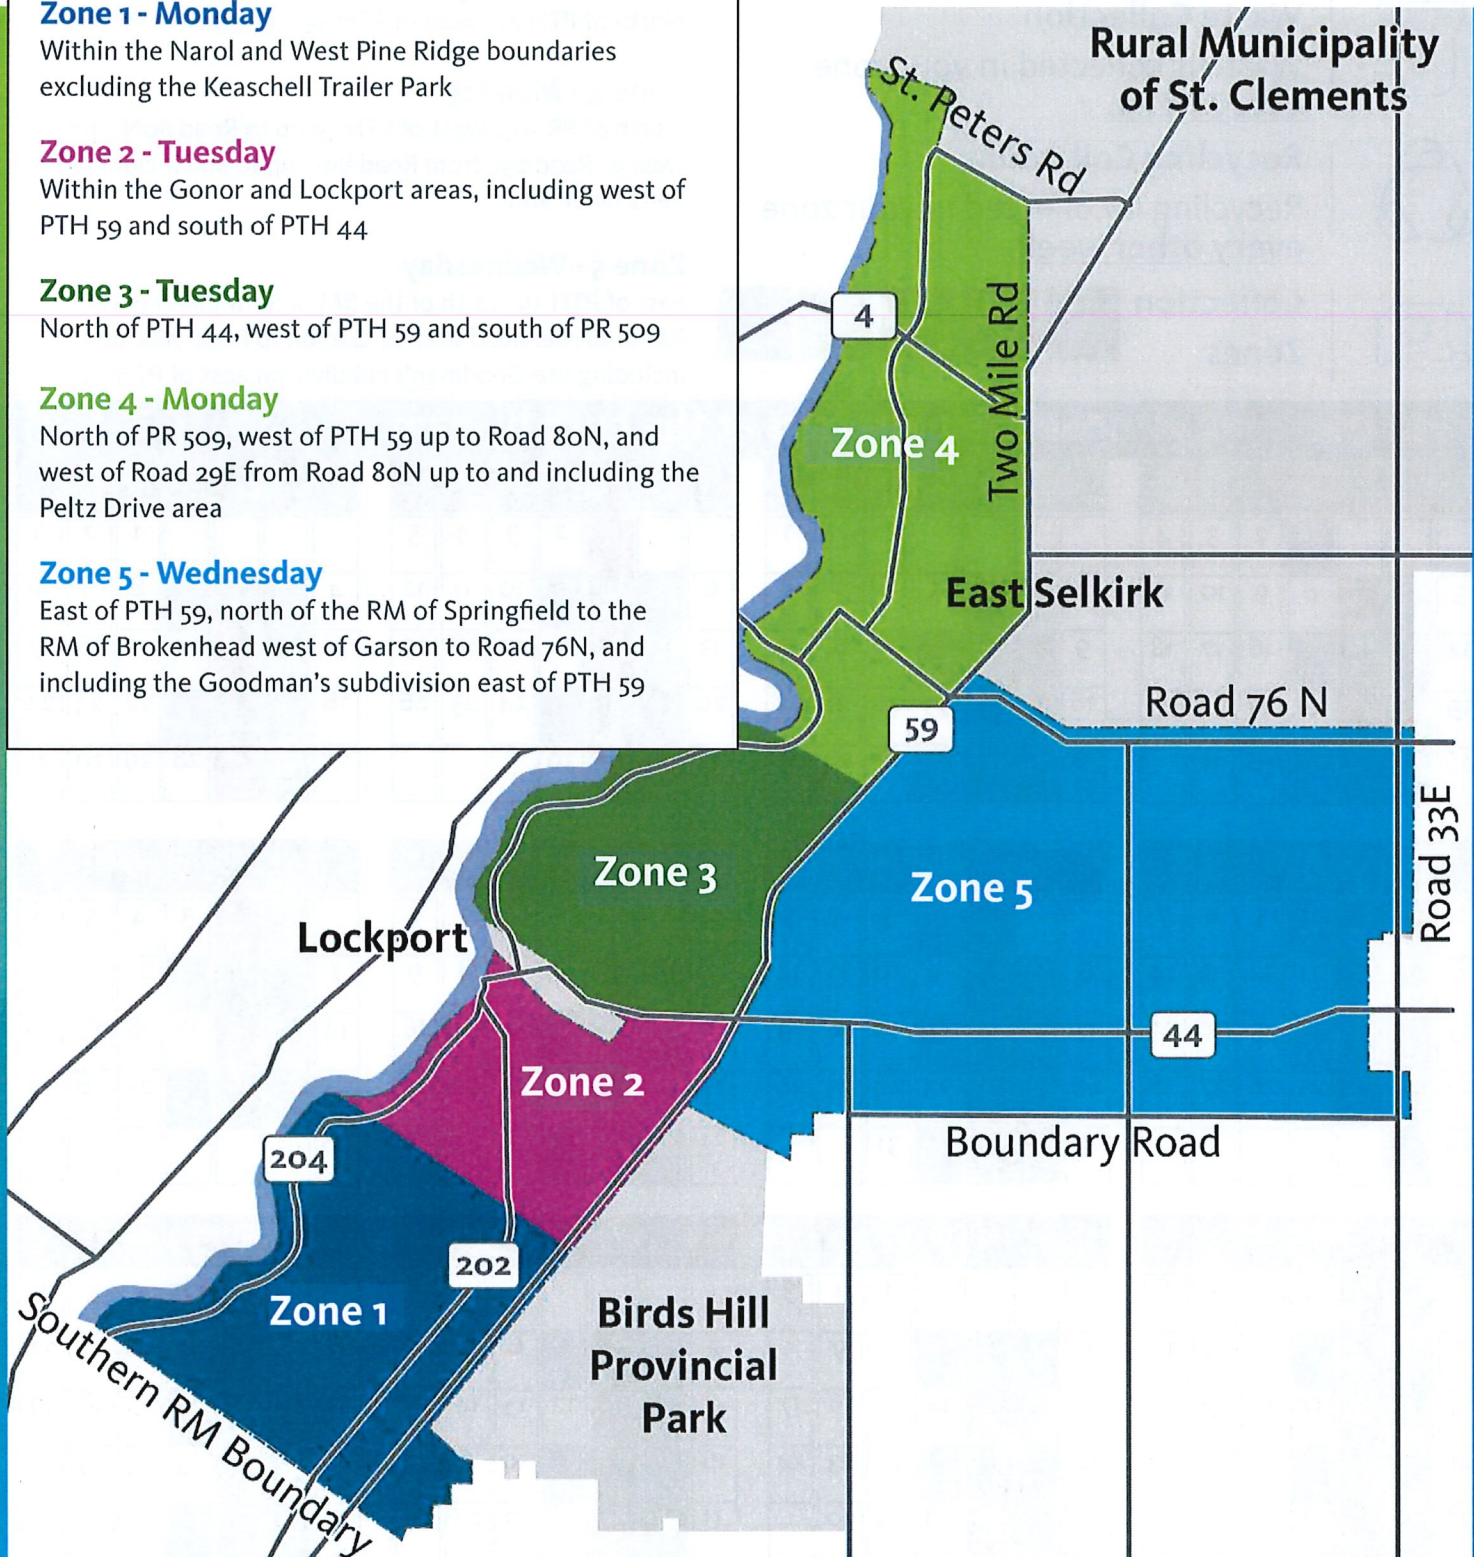 Zone 1 - Monday
Within the Narol and West Pine Ridge boundaries
excluding the Keaschell Trailer Park
Zone 2 - Tuesday
Within the Gonor and Lockport areas, including west of
PTH 59 and south of PTH 44
Zone 3 - Tuesday
North of PTH 44, west of PTH 59 and south of PR 509
Zone 4 - Monday
North of PR 509, west of PTH 59 up to Road 80N, and
west of Road 29E from Road 80N up to and including the
Peltz Drive area
Zone 5 - Wednesday
East of PTH 59, north of the RM of Springfield to the
RM of Brokenhead west of Garson to Road 76N, and
including the Goodman's subdivision east of PTH 59
Rural Municipality
of St. Clements
St. Peters Rd
4
Two Mile Rd
Zone 4
East Selkirk
Road 76 N
59
Road 33E
Zone 3
Zone 5
Lockport
44
Zone 2
Boundary Road
204
202
Zone 1
Birds Hill
Provincial
Park
Southern RM Boundary